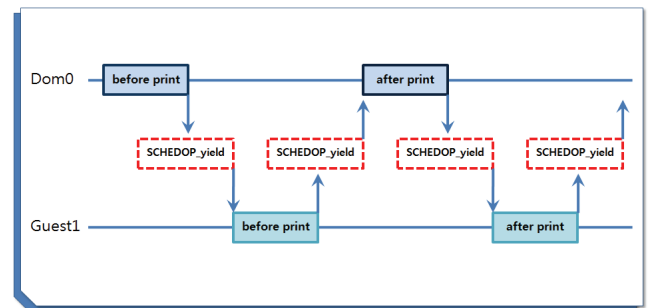 Dom0
before print
after print
SCHEDOP_yield
SCHEDOP_yield
SCHEDOP_yield
SCHEDOP_yield
Guest1
before print
after print